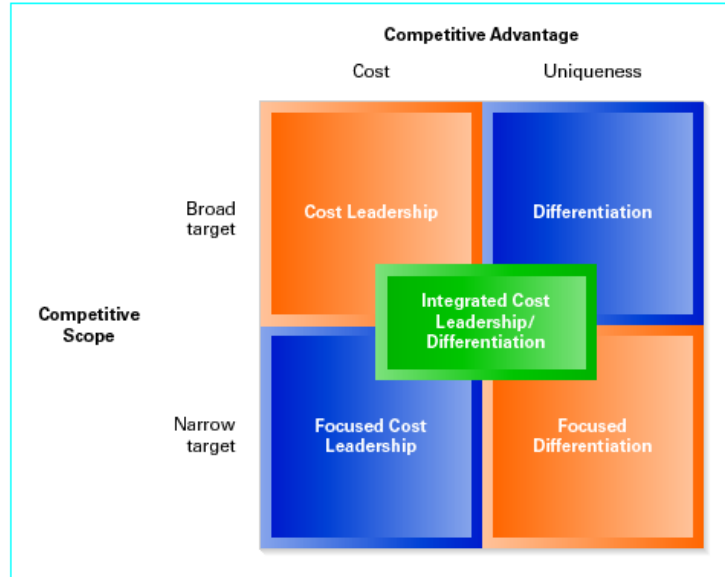 Competitive Advantage
Cost
Uniqueness
Broad
target
Cost Leadership
Differentiation
Competitive
Scope
Integrated Cost
Leadership/
Differentiation
Narrow
target
Focused Cost
Leadership
Focused
Differentiation